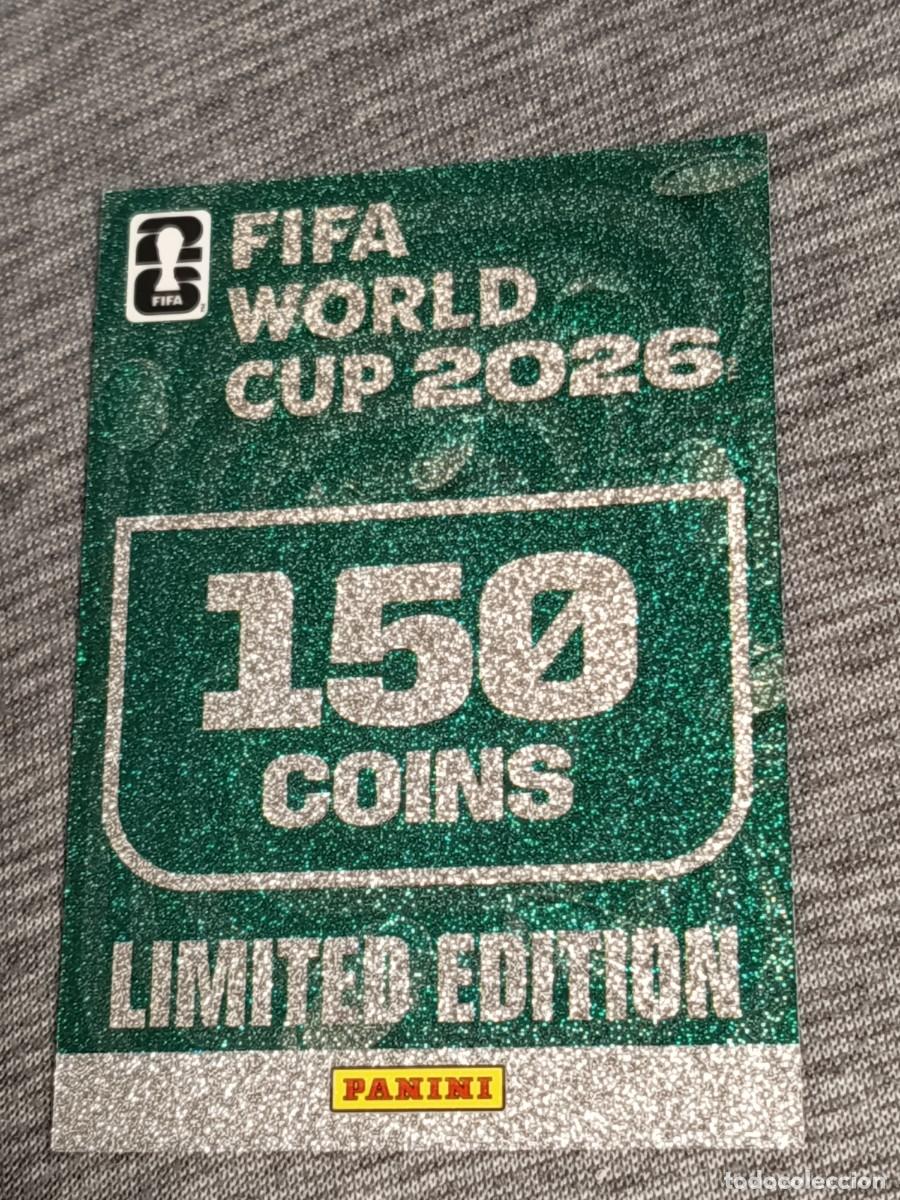 FIFA
WORLD
CUP 2026
FIFA
150
COINS
LIMITED EDITION
PANINI
todocoleccion